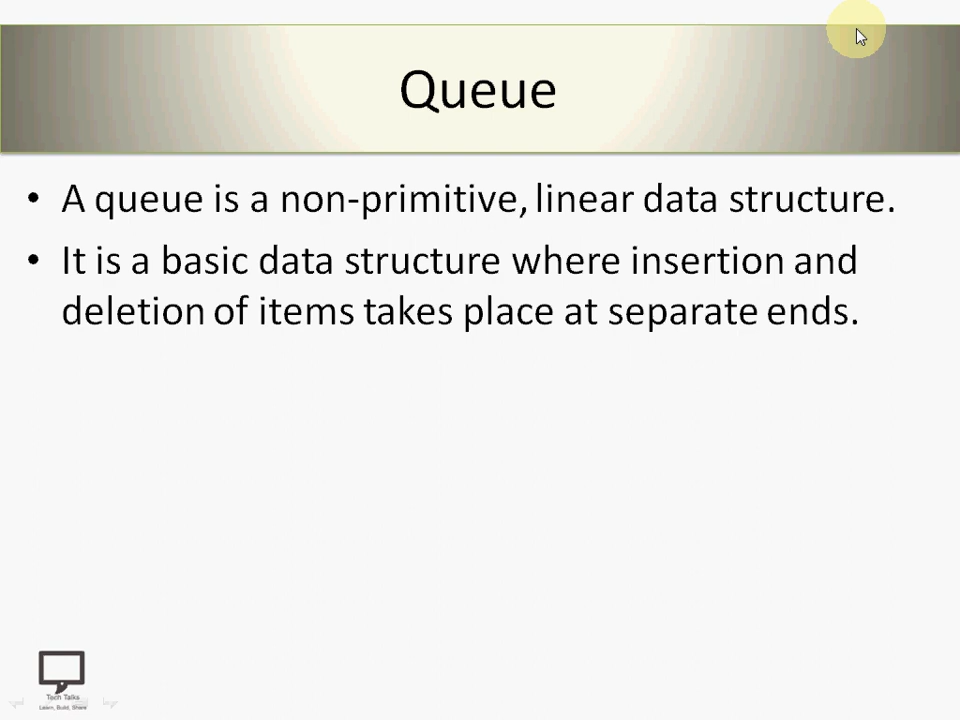 Queue
• A queue is a non-primitive, linear data structure.
• It is a basic data structure where insertion and
deletion of items takes place at separate ends.
Tech Talks
Learn, Build, Share